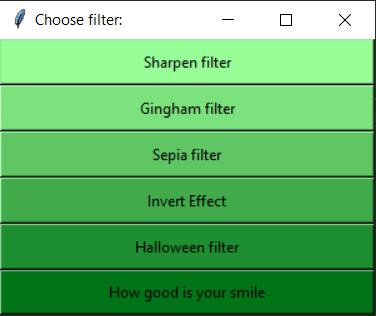 Choose filter:
Sharpen filter
Gingham filter
Sepia filter
Invert Effect
Halloween filter
How good is your smile